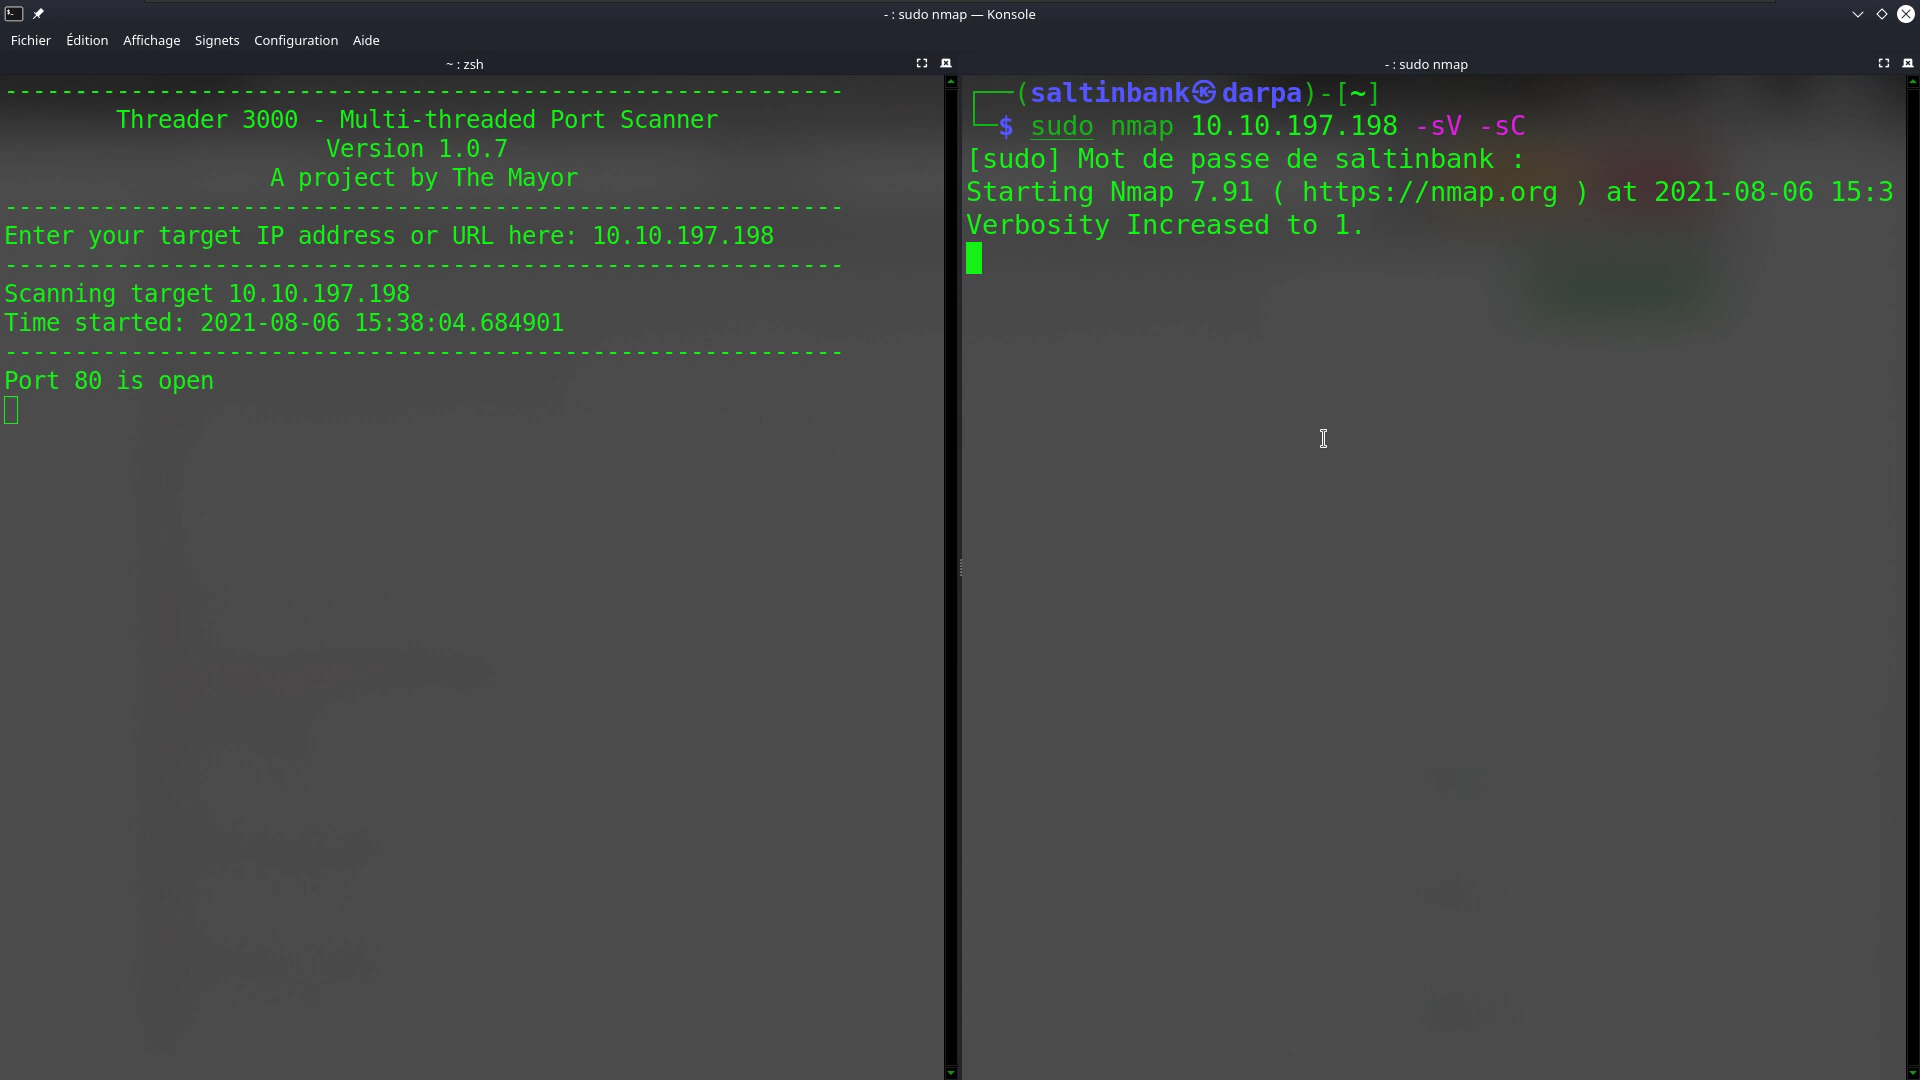 - : sudo nmap — Konsole
Fichier Édition Affichage Signets Configuration Aide
~ : zsh
------------------------------------------------------------
Threader 3000 - Multi-threaded Port Scanner
Version 1.0.7
A project by The Mayor
------------------------------------------------------------
Enter your target IP address or URL here: 10.10.197.198
------------------------------------------------------------
Scanning target 10.10.197.198
Time started: 2021-08-06 15:38:04.684901
------------------------------------------------------------
Port 80 is open
- : sudo nmap
┌──(saltinbank㉿darpa)-[~]
└─$ sudo nmap 10.10.197.198 -sV -sC
[sudo] Mot de passe de saltinbank :
Starting Nmap 7.91 ( https://nmap.org ) at 2021-08-06 15:3
Verbosity Increased to 1.